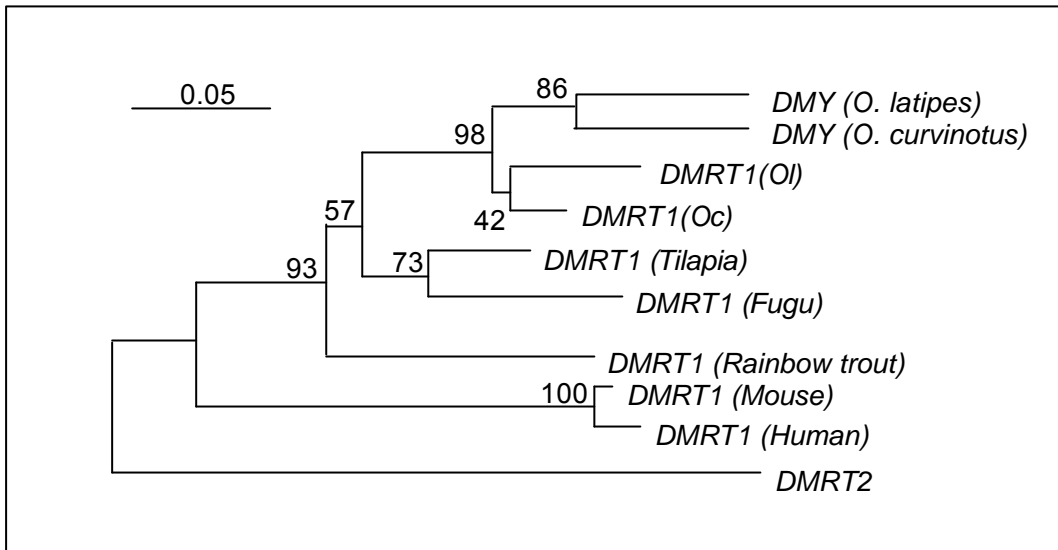 0.05
86
DMY (O. latipes)
DMY (O. curvinotus)
98
DMRT1(Ol)
42
DMRT1(Oc)
57
73
DMRT1 (Tilapia)
93
DMRT1 (Fugu)
DMRT1 (Rainbow trout)
100
DMRT1 (Mouse)
DMRT1 (Human)
DMRT2